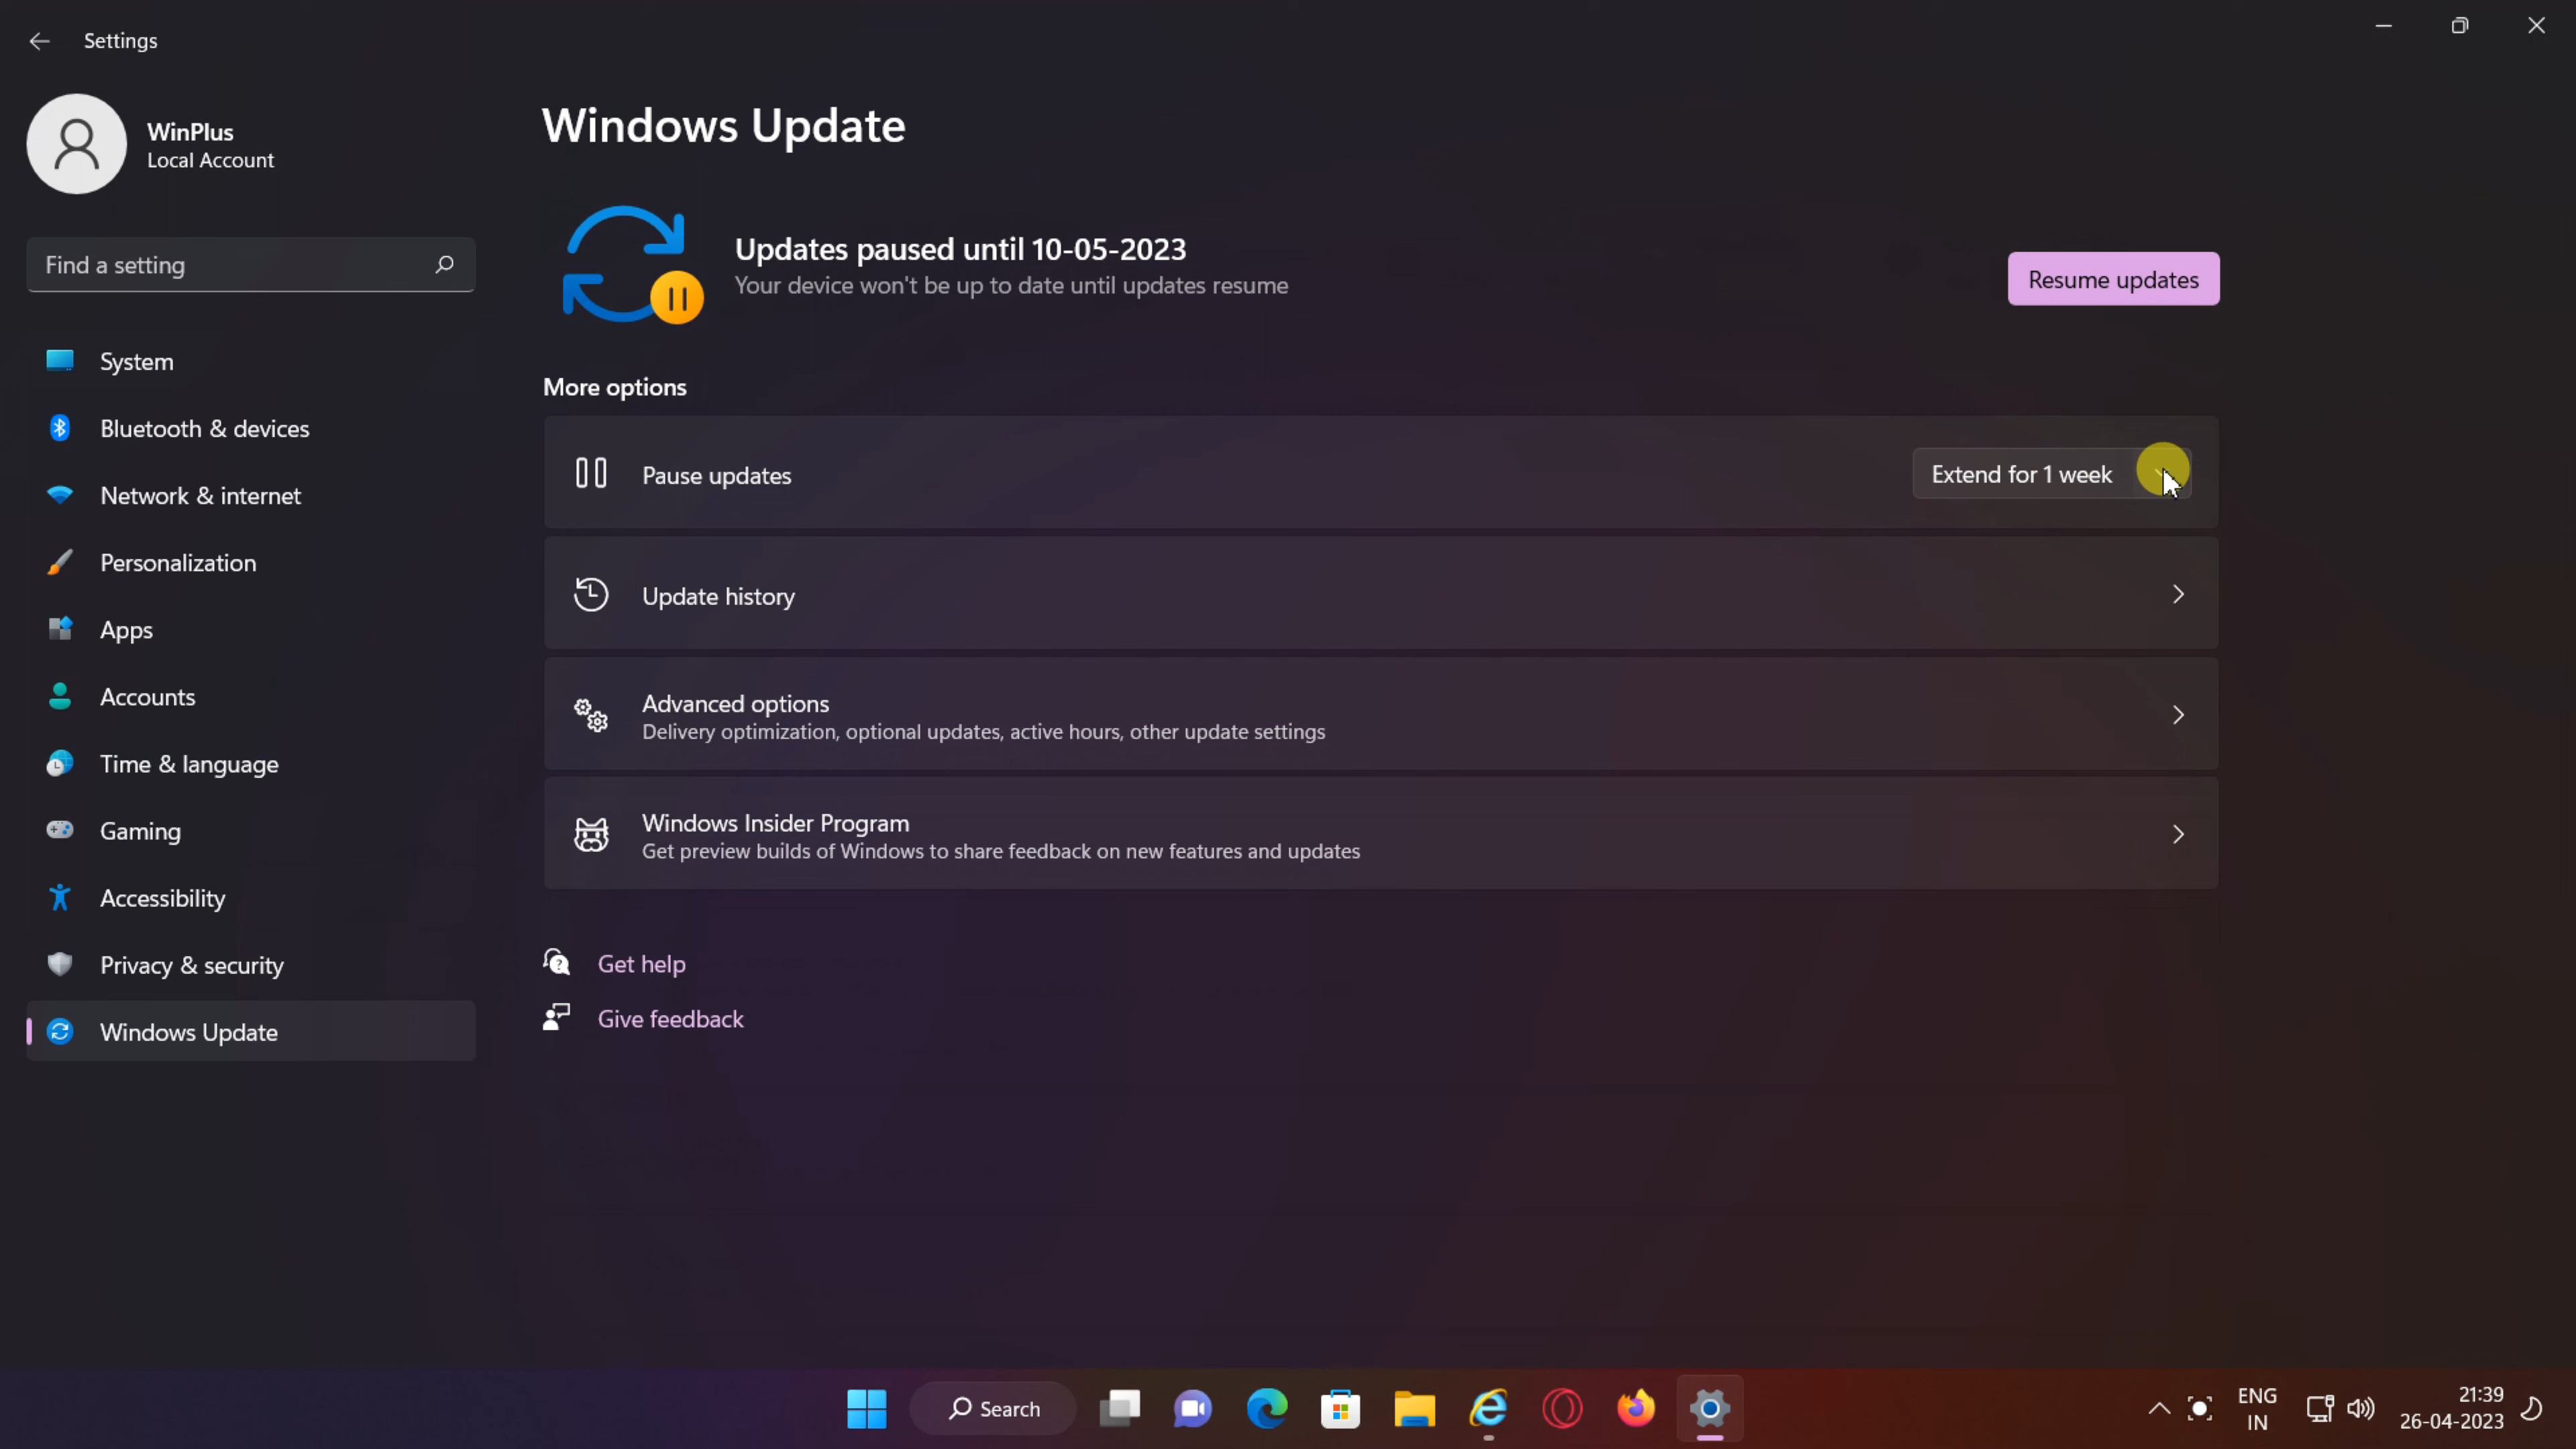 Settings
WinPlus
Local Account
Find a setting
System
Bluetooth & devices
Network & internet
Personalization
Apps
Accounts
Time & language
Gaming
Accessibility
Privacy & security
Windows Update
Windows Update
Updates paused until 10-05-2023
Your device won't be up to date until updates resume
Resume updates
More options
Pause updates
Extend for 1 week
Update history
Advanced options
Delivery optimization, optional updates, active hours, other update settings
Windows Insider Program
Get preview builds of Windows to share feedback on new features and updates
Get help
Give feedback
Search
ENG
IN
21:39
26-04-2023